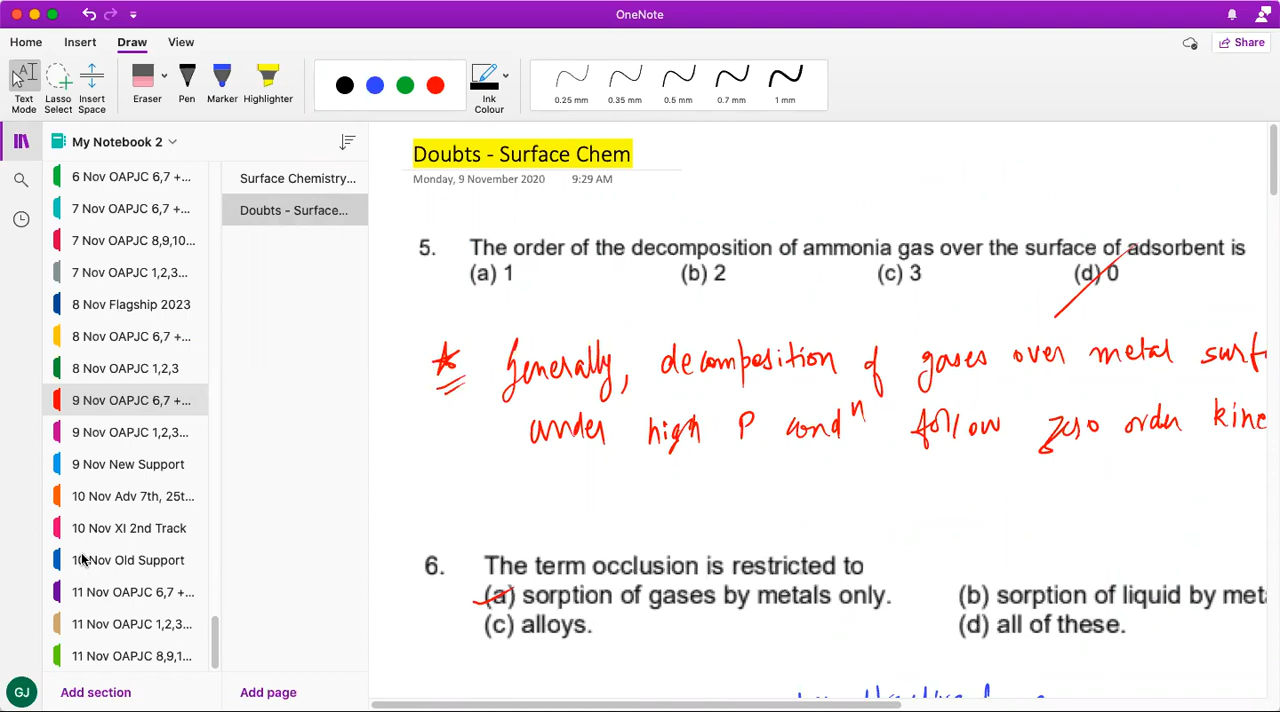 OneNote
Home Insert Draw View
Share
Text Mode
Lasso Select
Insert Space
Eraser
Pen
Marker
Highlighter
Ink Colour
0.25 mm 0.35 mm 0.5 mm 0.7 mm 1 mm
My Notebook 2
6 Nov OAPJC 6,7 +...
7 Nov OAPJC 6,7 +...
7 Nov OAPJC 8,9,10...
7 Nov OAPJC 1,2,3...
8 Nov Flagship 2023
8 Nov OAPJC 6,7 +...
8 Nov OAPJC 1,2,3
9 Nov OAPJC 6,7 +...
9 Nov OAPJC 1,2,3...
9 Nov New Support
10 Nov Adv 7th, 25t...
10 Nov XI 2nd Track
10 Nov Old Support
11 Nov OAPJC 6,7 +...
11 Nov OAPJC 1,2,3...
11 Nov OAPJC 8,9,1...
Add section
GJ
Surface Chemistry...
Doubts - Surface...
Add page
Doubts - Surface Chem
Monday, 9 November 2020 9:29 AM
5. The order of the decomposition of ammonia gas over the surface of adsorbent is
(a) 1 (b) 2 (c) 3 (d) 0
Generally, decomposition of gases over metal surf
under high P condn follow zero order kine
6. The term occlusion is restricted to
(a) sorption of gases by metals only. (b) sorption of liquid by met
(c) alloys. (d) all of these.